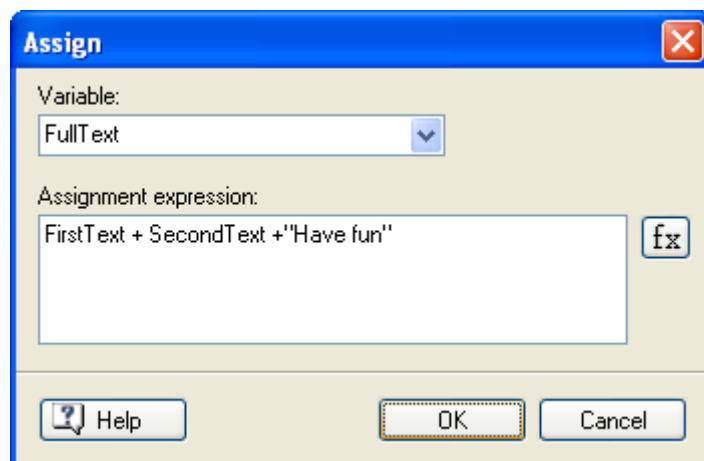 Assign
Variable:
FullText
Assignment expression:
FirstText + SecondText +"Have fun"
fx
? Help
OK Cancel